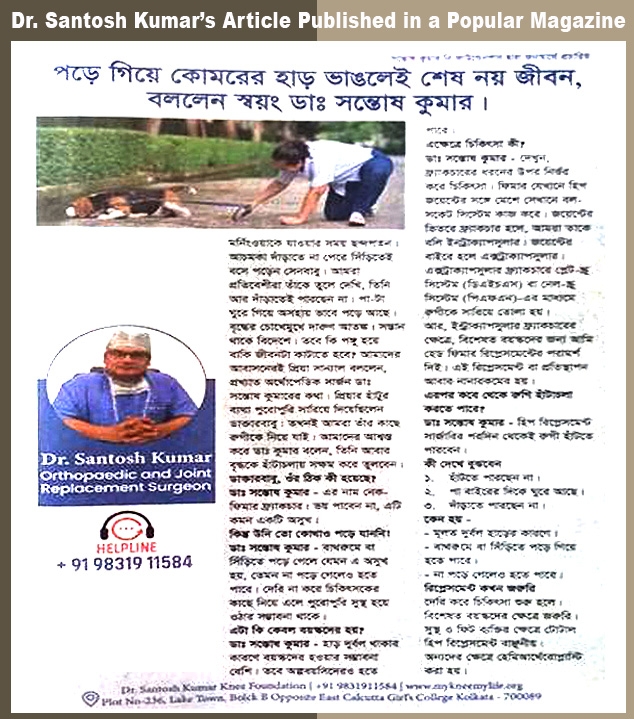 Dr. Santosh Kumar's Article Published in a Popular Magazine
পড়ে গিয়ে কোমরের হাড় ভাঙলেই শেষ নয় জীবন,
বললেন স্বয়ং ডাঃ সন্তোষ কুমার।
মর্নিংওয়াকে যাওয়ার সময় ছন্দপতন।
আচমকা দাঁড়াতে না পেরে সিঁড়িতেই
বসে পড়েন সেনবাবু। আমরা
প্রতিবেশীরা তাঁকে তুলে দেখি, তিনি
আর দাঁড়াতেই পারছেন না। পা-টা
ঘুরে গিয়ে অসহায় ভাবে পড়ে আছে।
বৃদ্ধের চোখেমুখে দারুণ আতঙ্ক। সন্তান
থাকে বিদেশে। তবে কি পঙ্গু হয়ে
বাকি জীবনটা কাটাতে হবে? আমাদের
আবাসনেরই প্রিয়া সান্যাল বললেন,
প্রখ্যাত অর্থোপেডিক সার্জন ডাঃ
সন্তোষ কুমারের কথা। প্রিয়ার হাঁটুর
ব্যথা পুরোপুরি সারিয়ে দিয়েছিলেন
ডাক্তারবাবু। তখনই আমরা তাঁর কাছে
রুগীকে নিয়ে যাই। আমাদের আশ্বস্ত
করে ডাঃ কুমার বলেন, তিনি আবার
বৃদ্ধকে হাঁটাচলায় সক্ষম করে তুলবেন।
ডাক্তারবাবু, ওঁর ঠিক কী হয়েছে?
ডাঃ সন্তোষ কুমার - এর নাম নেক-
ফিমার ফ্র্যাকচার। ভয় পাবেন না, এটি
কমন একটি অসুখ।
কিন্তু উনি তো কোথাও পড়ে যাননি!
ডাঃ সন্তোষ কুমার - বাথরুমে বা
সিঁড়িতে পড়ে গেলে যেমন এ অসুখ
হয়, তেমন না পড়ে গেলেও হতে
পারে। দেরি না করে চিকিৎসকের
কাছে নিয়ে এলে পুরোপুরি সুস্থ হয়ে
ওঠার সম্ভাবনা থাকে।
এটা কি কেবল বয়স্কদের হয়?
ডাঃ সন্তোষ কুমার - হাড় দুর্বল থাকার
কারণে বয়স্কদের হওয়ার সম্ভাবনা
বেশি। তবে অল্পবয়সিদেরও হতে
পারে।
এক্ষেত্রে চিকিৎসা কী?
ডাঃ সন্তোষ কুমার - দেখুন,
ফ্র্যাকচারের ধরনের উপর নির্ভর
করে চিকিৎসা। ফিমার যেখানে হিপ
জয়েন্টের সঙ্গে মেশে সেখানে বল-
সকেট সিস্টেম কাজ করে। জয়েন্টের
ভিতরে ফ্র্যাকচার হলে, আমরা তাকে
বলি ইনট্রাক্যাপসুলার। জয়েন্টের
বাইরে হলে এক্সট্রাক্যাপসুলার।
এক্সট্রাক্যাপসুলার ফ্র্যাকচারে প্লেট-স্ক্রু
সিস্টেম (ডিএইচএস) বা নেল-স্ক্রু
সিস্টেম (পিএফএন)-এর মাধ্যমে
রুগীকে সারিয়ে তোলা হয়।
আর, ইন্ট্রাক্যাপসুলার ফ্র্যাকচারের
ক্ষেত্রে, বিশেষত বয়স্কদের জন্য আমি
হেড ফিমার রিপ্লেসমেন্টের পরামর্শ
দিই। এই রিপ্লেসমেন্ট বা প্রতিস্থাপন
আবার নানারকমের হয়।
এরপর কবে থেকে রুগি হাঁটাচলা
করতে পারে?
ডাঃ সন্তোষ কুমার - হিপ রিপ্লেসমেন্ট
সার্জারির পরদিন থেকেই রুগী হাঁটতে
পারবেন।
কী দেখে বুঝবেন
১. হাঁটতে পারছেন না।
২. পা বাইরের দিকে ঘুরে আছে।
৩. দাঁড়াতে পারছেন না।
কেন হয় -
- মূলত দুর্বল হাড়ের কারণে।
- বাথরুমে বা সিঁড়িতে পড়ে গিয়ে
হতে পারে।
- না পড়ে গেলেও হতে পারে।
রিপ্লেসমেন্ট কখন জরুরি
দেরি করে চিকিৎসা শুরু হলে।
বিশেষত বয়স্কদের ক্ষেত্রে জরুরি।
সুস্থ ও ফিট ব্যক্তির ক্ষেত্রে টোটাল
হিপ রিপ্লেসমেন্ট বাঞ্ছনীয়।
অন্যদের ক্ষেত্রে হেমিআর্থেরোপ্লাস্টি
করা হয়।
Dr. Santosh Kumar
Orthopaedic and Joint
Replacement Surgeon
HELPLINE
+ 91 98319 11584
Dr. Santosh Kumar Knee Foundation | +91 9831911584 | www.mykneemylife.org
Plot No-236, Lake Town, Bolck B Opposite East Calcutta Girl's College Kolkata - 700089